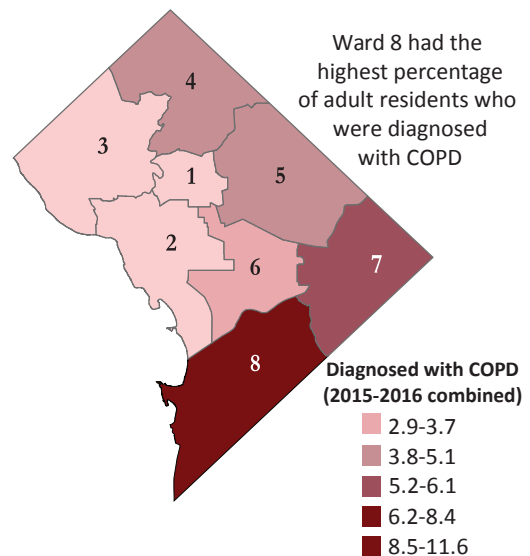 Ward 8 had the
highest percentage
of adult residents who
were diagnosed
with COPD
4
3
1
5
2
6
7
8
Diagnosed with COPD
(2015-2016 combined)
2.9-3.7
3.8-5.1
5.2-6.1
6.2-8.4
8.5-11.6